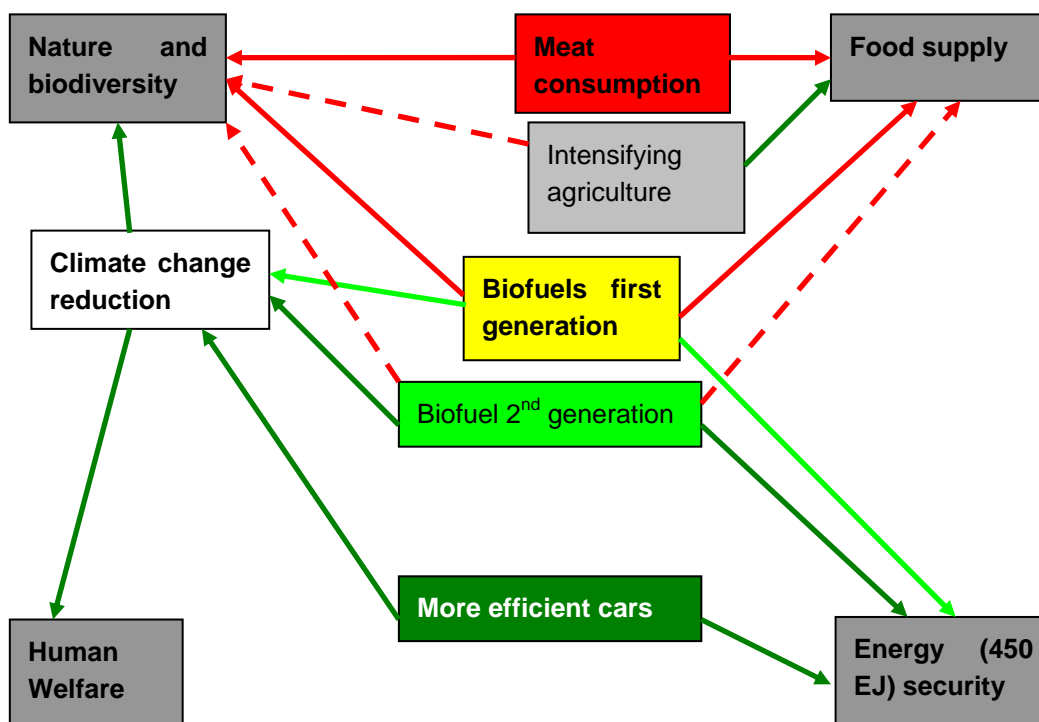 Nature and
biodiversity
Meat
consumption
Food supply
Intensifying
agriculture
Climate change
reduction
Biofuels first
generation
Biofuel 2nd generation
More efficient cars
Human
Welfare
Energy (450
EJ) security